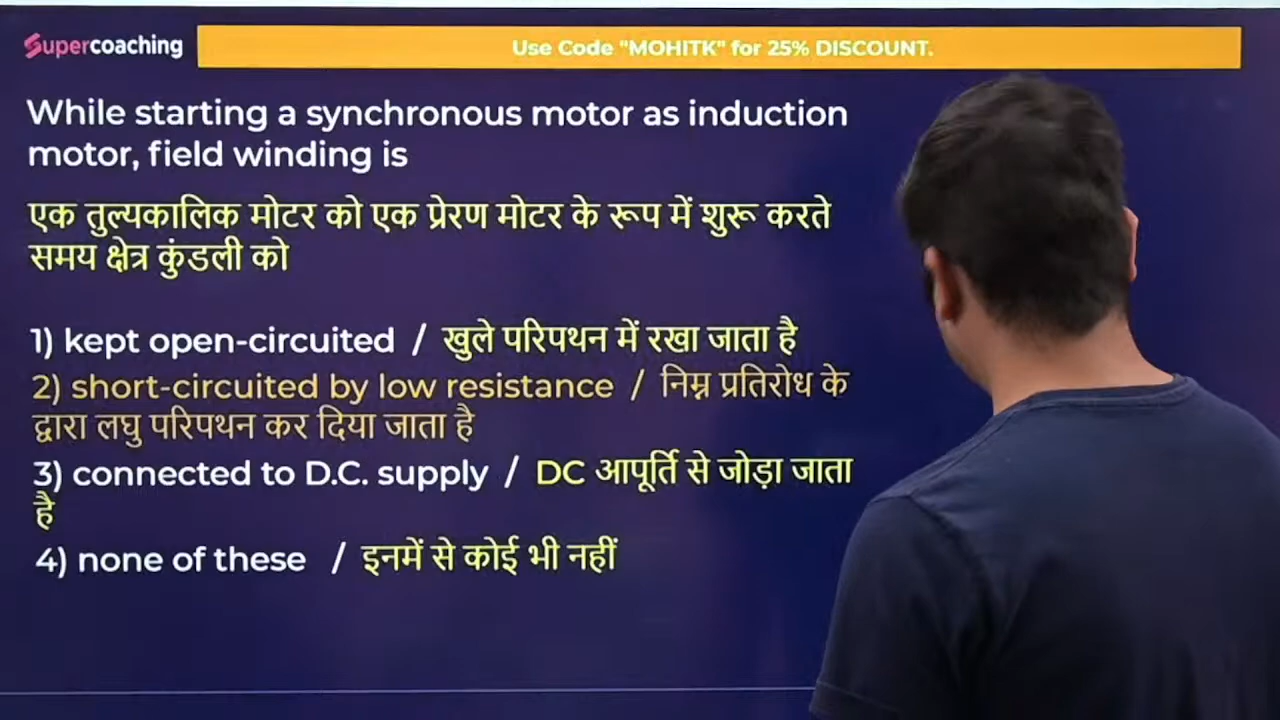 Supercoaching
Use Code "MOHITK" for 25% DISCOUNT.
While starting a synchronous motor as induction
motor, field winding is
एक तुल्यकालिक मोटर को एक प्रेरण मोटर के रूप में शुरू करते
समय क्षेत्र कुंडली को
1) kept open-circuited / खुले परिपथन में रखा जाता है
2) short-circuited by low resistance / निम्न प्रतिरोध के
द्वारा लघु परिपथन कर दिया जाता है
3) connected to D.C. supply / DC आपूर्ति से जोड़ा जाता
है
4) none of these / इनमें से कोई भी नहीं